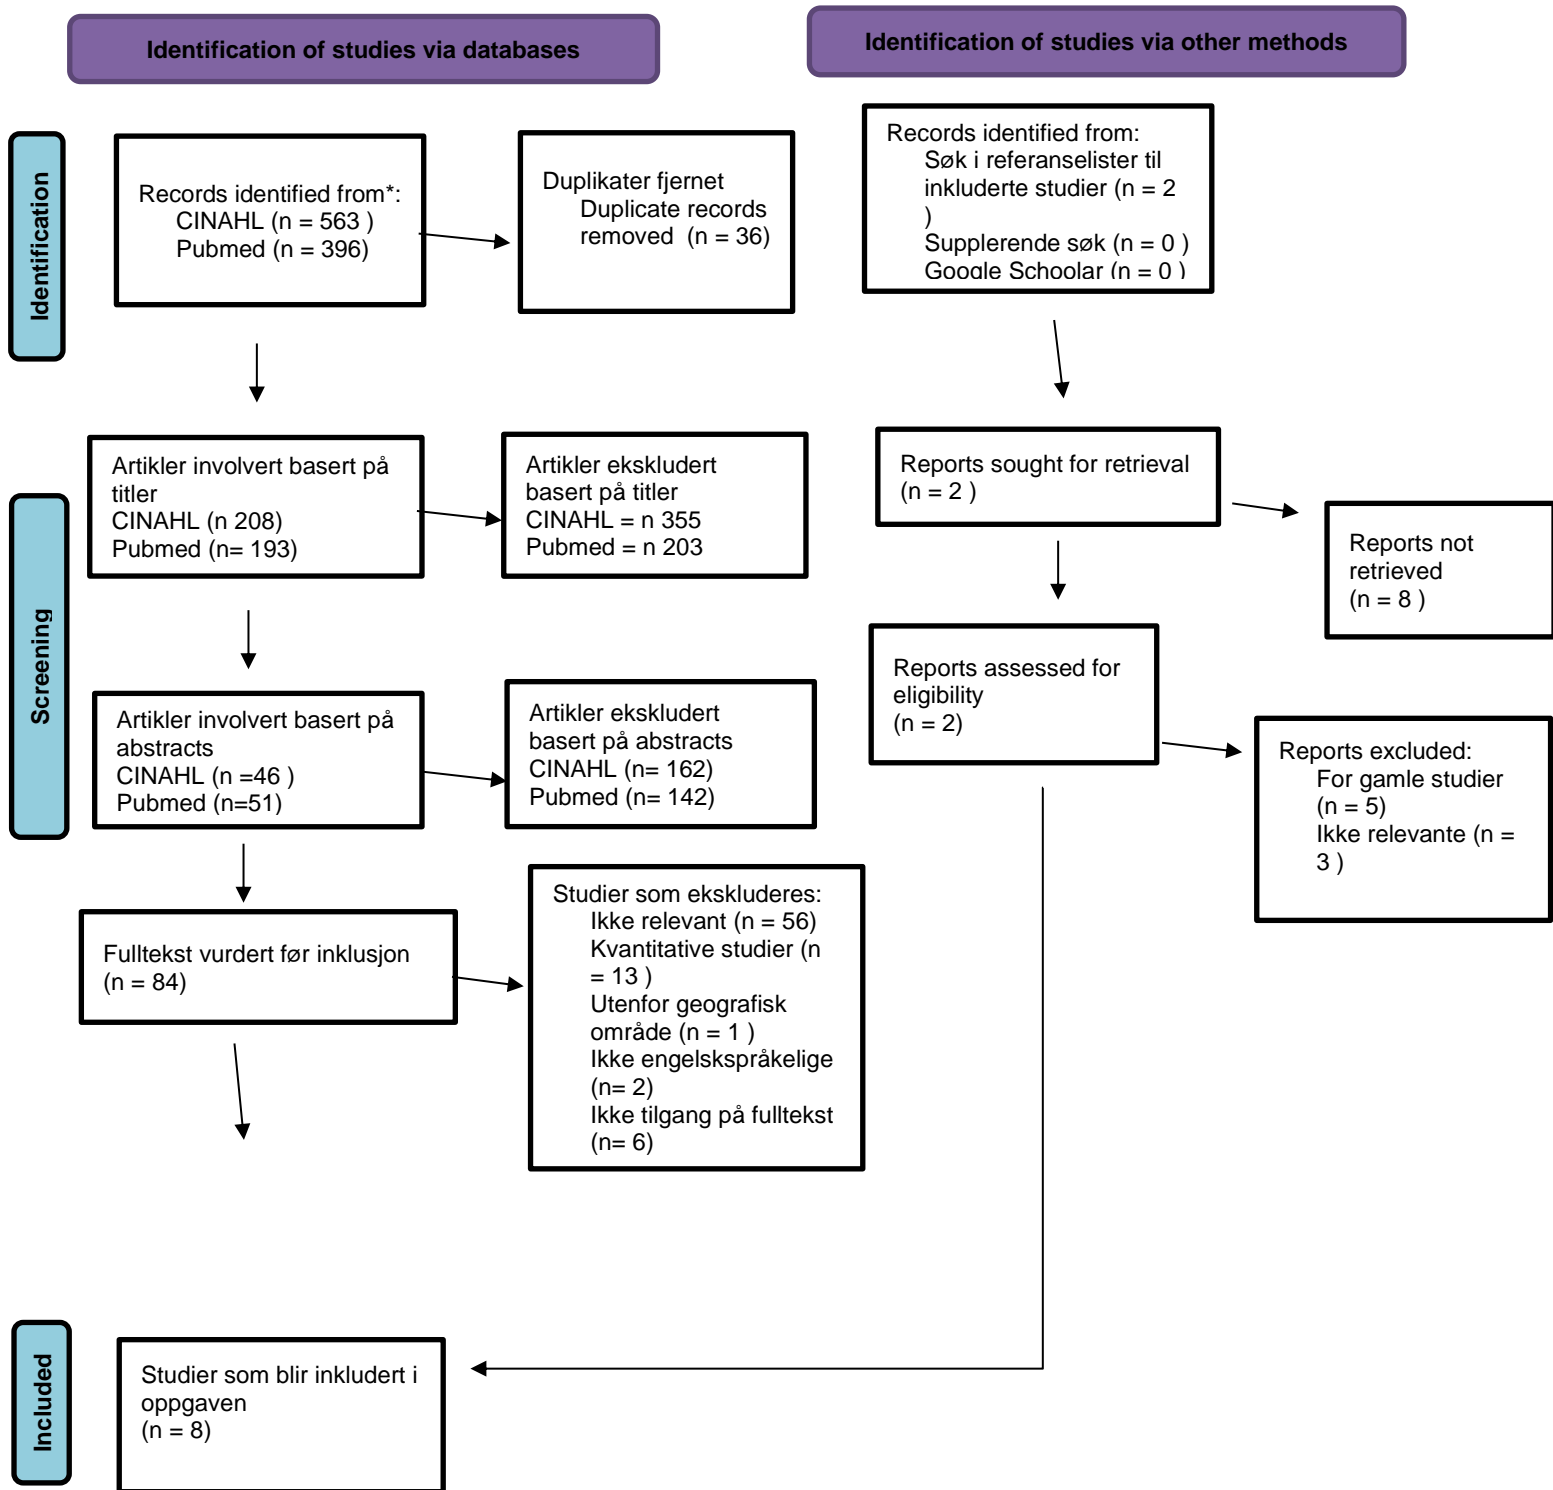 Identification of studies via databases
Identification of studies via other methods
Identification
Records identified from*:
CINAHL (n = 563 )
Pubmed (n = 396)
Duplikater fjernet
Duplicate records
removed  (n = 36)
Records identified from:
Søk i referanselister til
inkluderte studier (n = 2
)
Supplerende søk (n = 0 )
Google Schoolar (n = 0 )
Screening
Artikler involvert basert på
titler
CINAHL (n 208)
Pubmed (n= 193)
Artikler ekskludert
basert på titler
CINAHL = n 355
Pubmed = n 203
Reports sought for retrieval
(n = 2 )
Reports not
retrieved
(n = 8 )
Artikler involvert basert på
abstracts
CINAHL (n =46 )
Pubmed (n=51)
Artikler ekskludert
basert på abstracts
CINAHL (n= 162)
Pubmed (n= 142)
Reports assessed for
eligibility
(n = 2)
Reports excluded:
For gamle studier
(n = 5)
Ikke relevante (n =
3 )
Fulltekst vurdert før inklusjon
(n = 84)
Studier som ekskluderes:
Ikke relevant (n = 56)
Kvantitative studier (n
= 13 )
Utenfor geografisk
område (n = 1 )
Ikke engelskspråkelige
(n= 2)
Ikke tilgang på fulltekst
(n= 6)
Included
Studier som blir inkludert i
oppgaven
(n = 8)